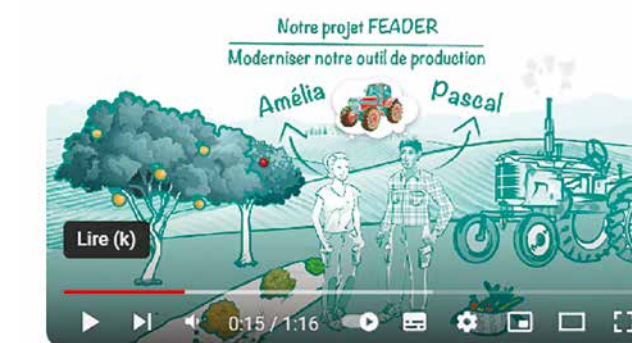 Notre projet FEADER
Moderniser notre outil de production
Amélia
Pascal
Lire (k)
0:15 / 1:16